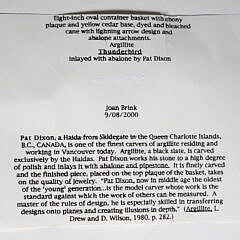 Eight-inch oval container basket with ebony
plaque and yellow cedar base, dyed and bleached
cane with lightning arrow design and
abalone attachments.
Argillite
Thunderbird
inlayed with abalone by Pat Dixon
Joan Brink
9/08/2000
Pat Dixon, a Haida from Skidegate in the Queen Charlotte Islands,
B.C., CANADA, is one of the finest carvers of argillite residing and
working in Vancouver today. Argillite, a black slate, is carved
exclusively by the Haidas. Pat Dixon works his stone to a high degree
of polish and inlays it with abalone and pipestone. It is finely carved
and the finished piece, placed on the top plaque of the basket, takes
on the quality of jewelry. "Pat Dixon, now in middle age the oldest
of the 'young' generation...is the model carver whose work is the
standard against which the work of others can be measured. A
master of the rules of design, he is especially skilled in transferring
designs onto planes and creating illusions in depth." (Argillite, L.
Drew and D. Wilson, 1980, p. 282.)